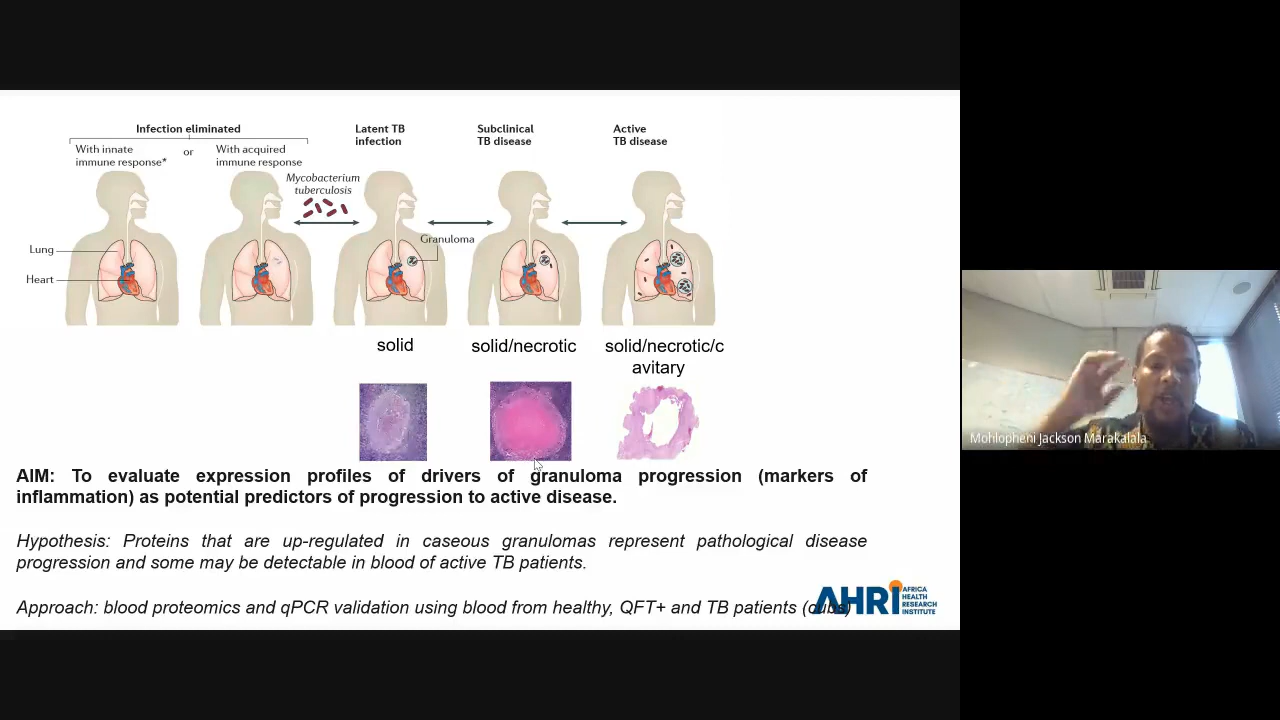 Infection eliminated
With innate immune response*
or
With acquired immune response
Latent TB infection
Subclinical TB disease
Active TB disease
Mycobacterium tuberculosis
Granuloma
Lung
Heart
solid
solid/necrotic
solid/necrotic/c
avitary
AIM: To evaluate expression profiles of drivers of granuloma progression (markers of
inflammation) as potential predictors of progression to active disease.
Hypothesis: Proteins that are up-regulated in caseous granulomas represent pathological disease
progression and some may be detectable in blood of active TB patients.
Approach: blood proteomics and qPCR validation using blood from healthy, QFT+ and TB patients (cubs)
AHRI AFRICA HEALTH RESEARCH INSTITUTE
Mohlopheni Jackson Marakalala